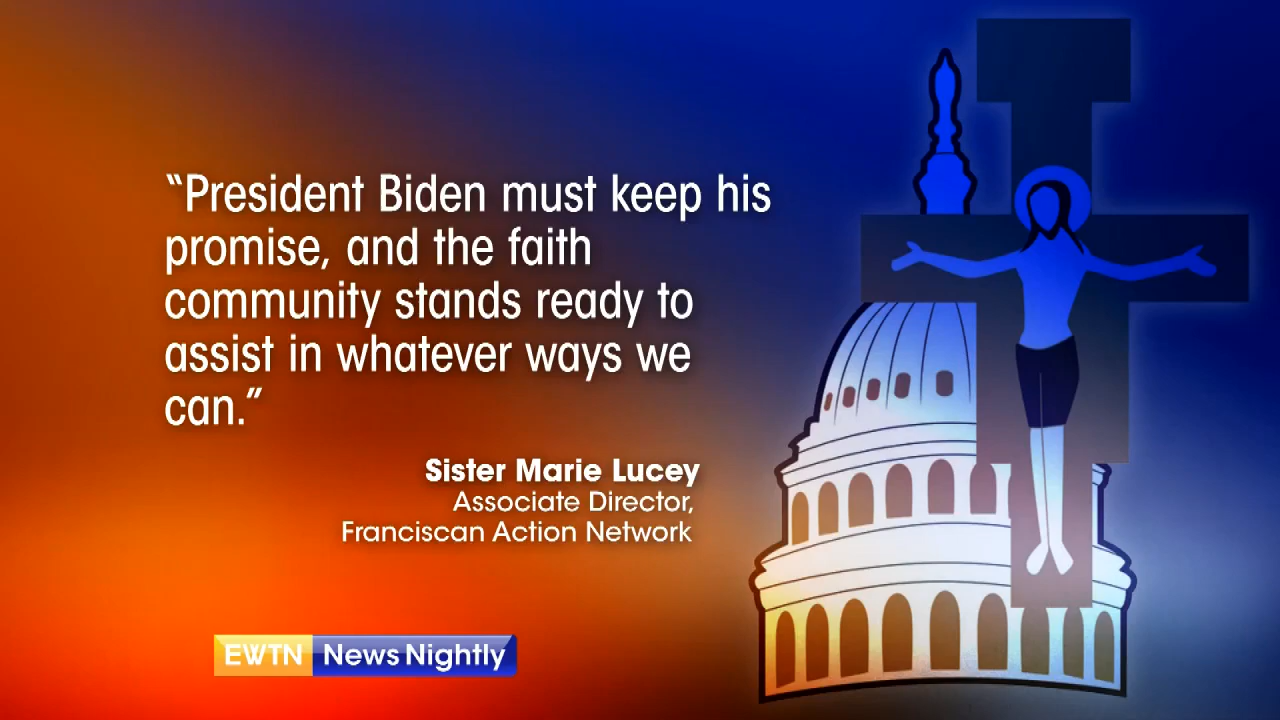 “President Biden must keep his
promise, and the faith
community stands ready to
assist in whatever ways we
can.”
Sister Marie Lucey
Associate Director,
Franciscan Action Network
EWTN News Nightly